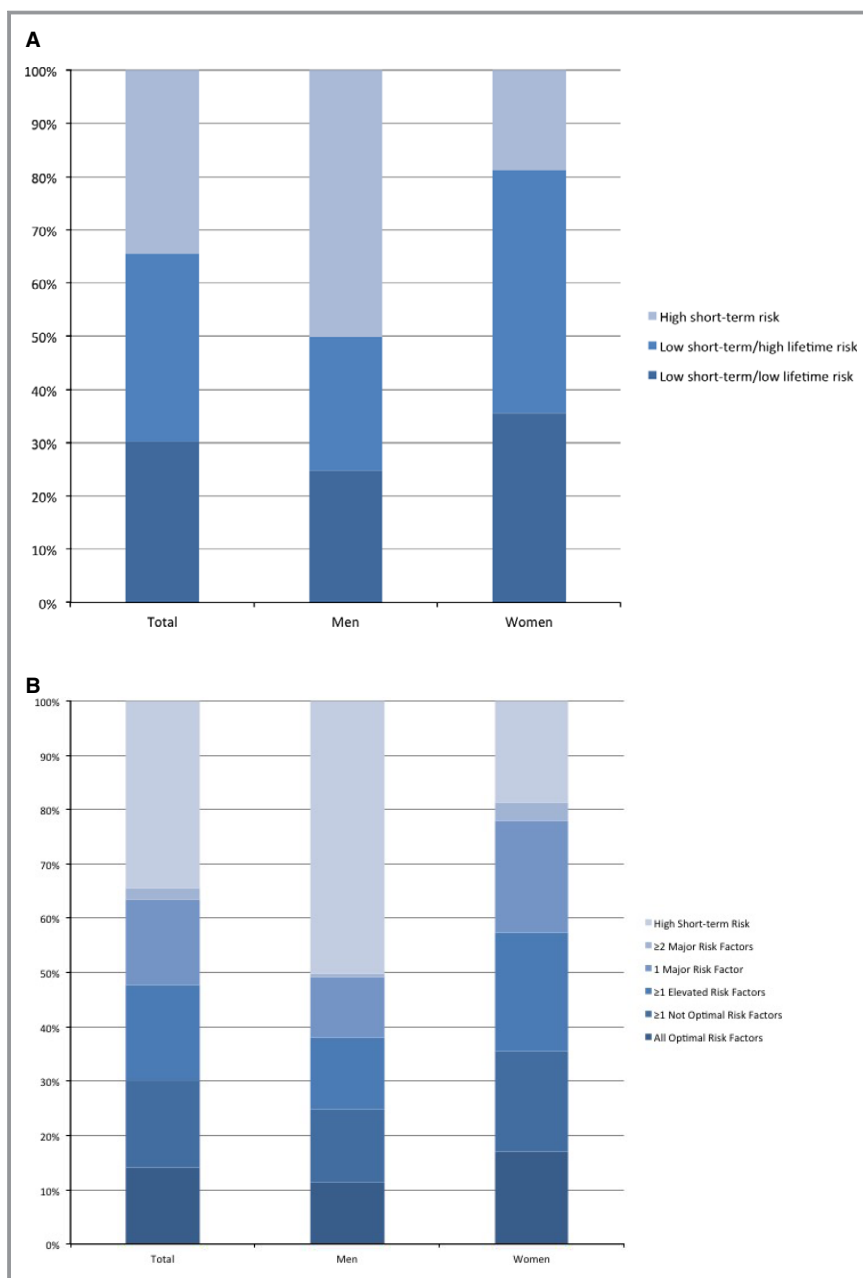 A
100%
90%
80%
70%
60%
50%
40%
30%
20%
10%
0%
Total Men Women
High short-term risk
Low short-term/high lifetime risk
Low short-term/low lifetime risk
B
100%
90%
80%
70%
60%
50%
40%
30%
20%
10%
0%
Total Men Women
High Short-term Risk
≥2 Major Risk Factors
1 Major Risk Factor
≥1 Elevated Risk Factors
≥1 Not Optimal Risk Factors
All Optimal Risk Factors